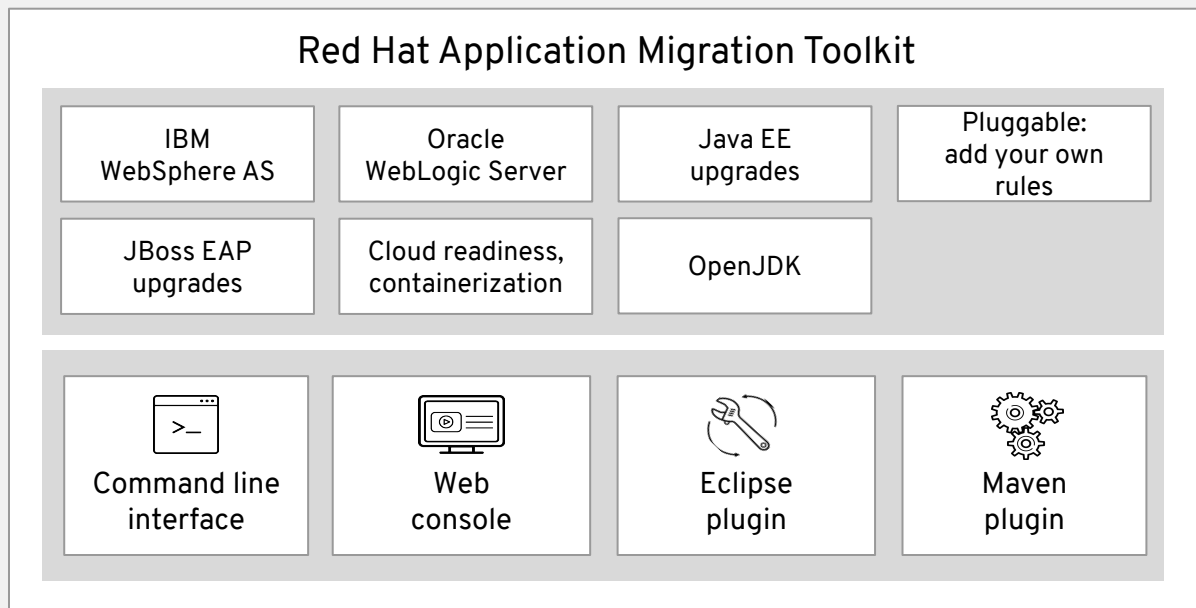 Red Hat Application Migration Toolkit
IBM
WebSphere AS
Oracle
WebLogic Server
Java EE
upgrades
Pluggable:
add your own
rules
JBoss EAP
upgrades
Cloud readiness,
containerization
OpenJDK
>_
Command line
interface
Web
console
Eclipse
plugin
Maven
plugin